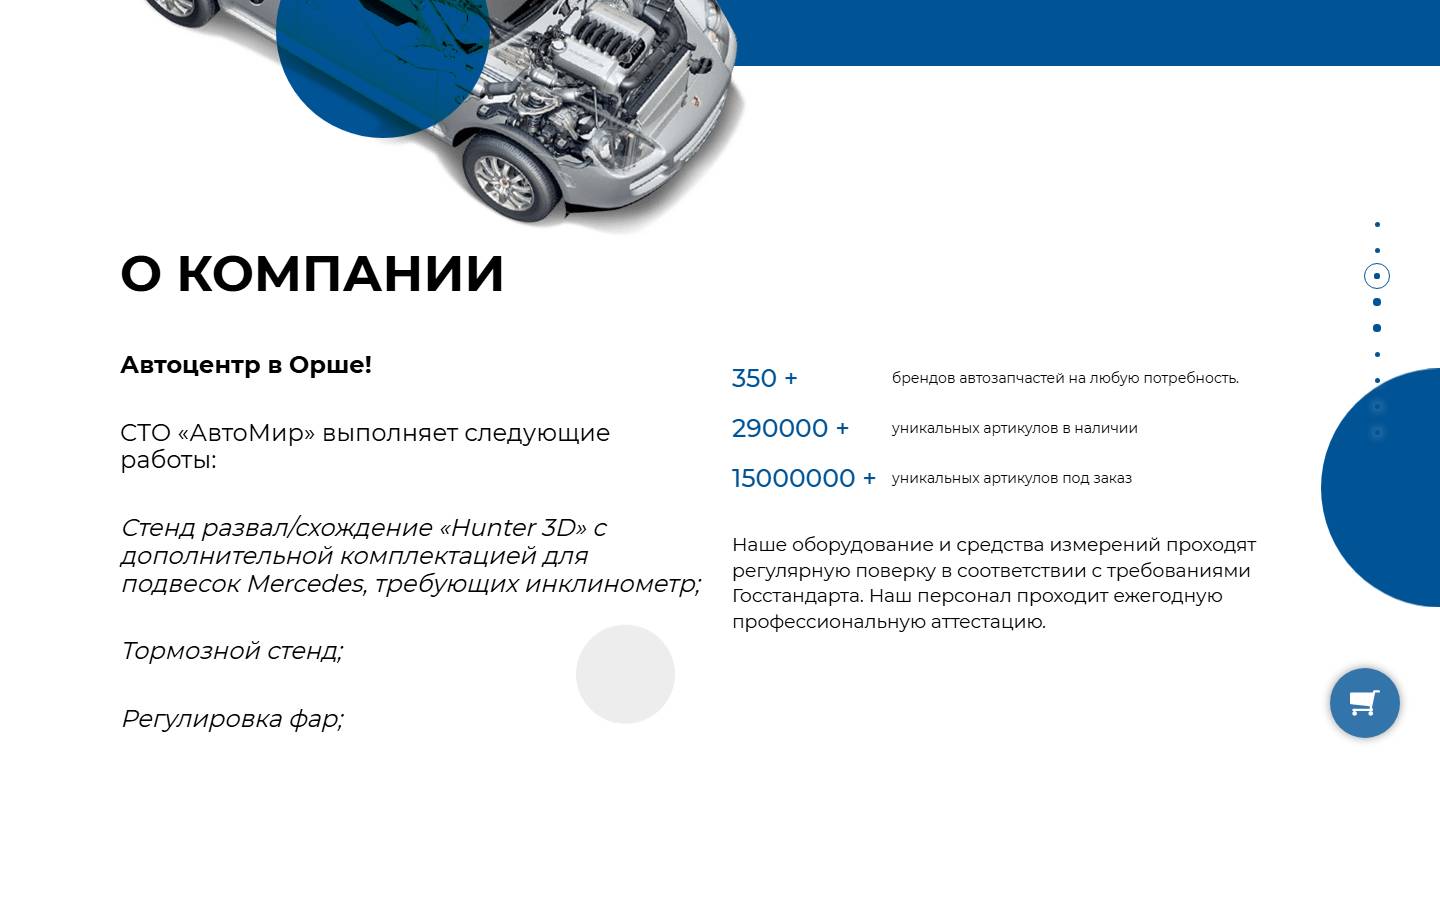 О КОМПАНИИ
Автоцентр в Орше!
СТО «АвтоМир» выполняет следующие
работы:
Стенд развал/схождение «Hunter 3D» с
дополнительной комплектацией для
подвесок Mercedes, требующих инклинометр;
Тормозной стенд;
Регулировка фар;
350 + брендов автозапчастей на любую потребность.
290000 + уникальных артикулов в наличии
15000000 + уникальных артикулов под заказ
Наше оборудование и средства измерений проходят
регулярную поверку в соответствии с требованиями
Госстандарта. Наш персонал проходит ежегодную
профессиональную аттестацию.